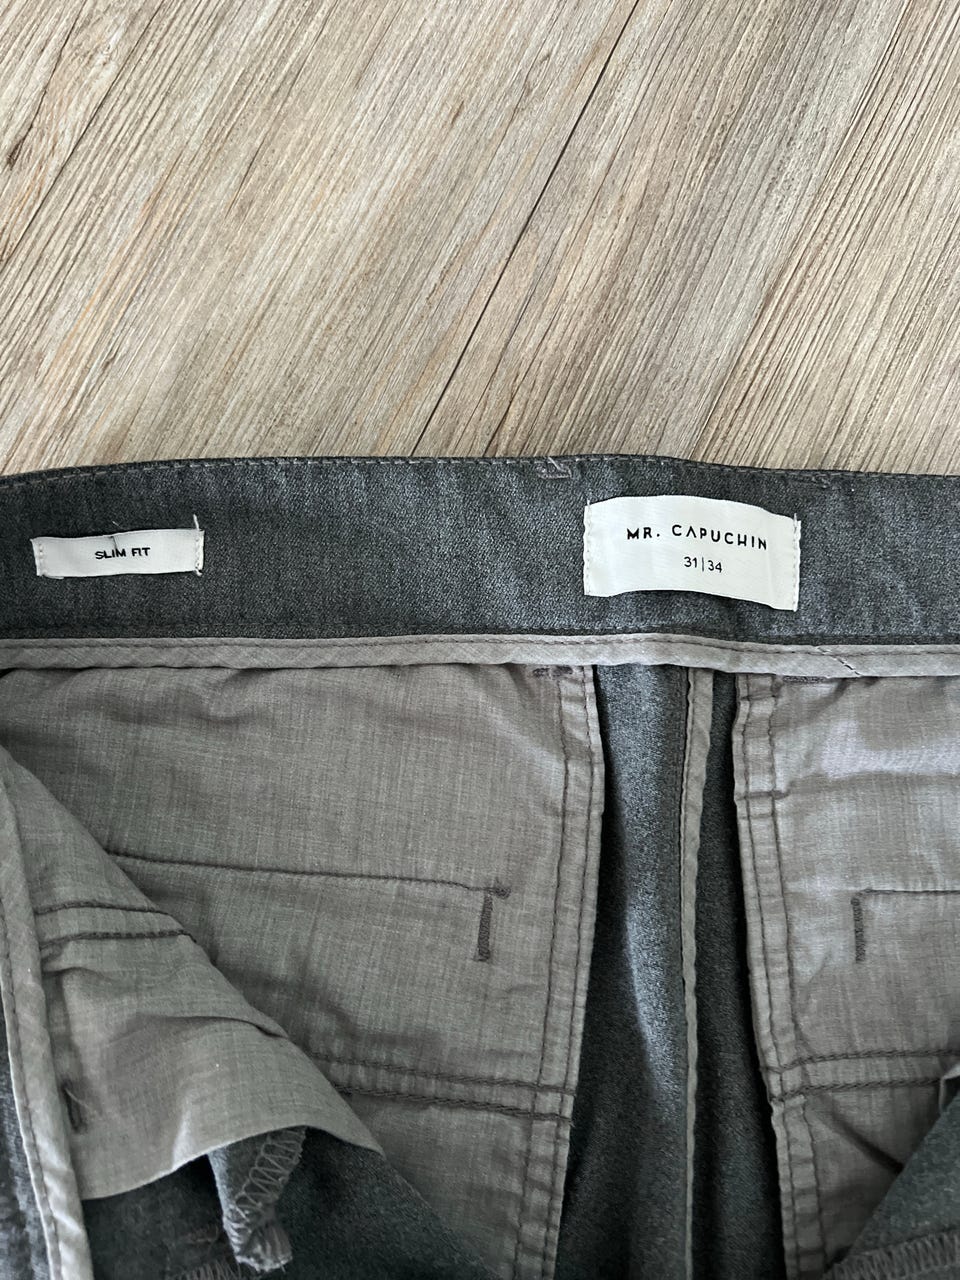 SLIM FIT
MR. CAPUCHIN
31|34